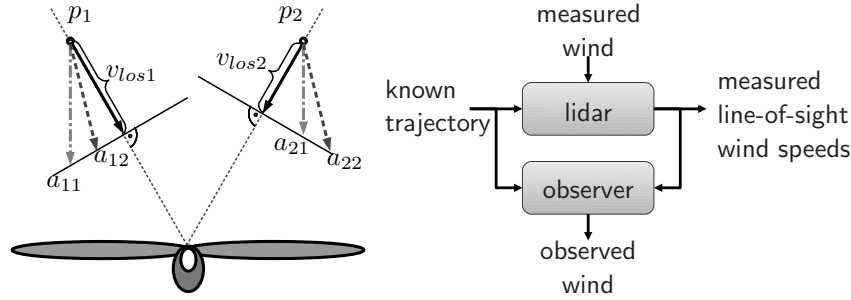 p1
p2
vlos1
vlos2
a11
a12
a21
a22
measured
wind
known
trajectory
lidar
measured
line-of-sight
wind speeds
observer
observed
wind